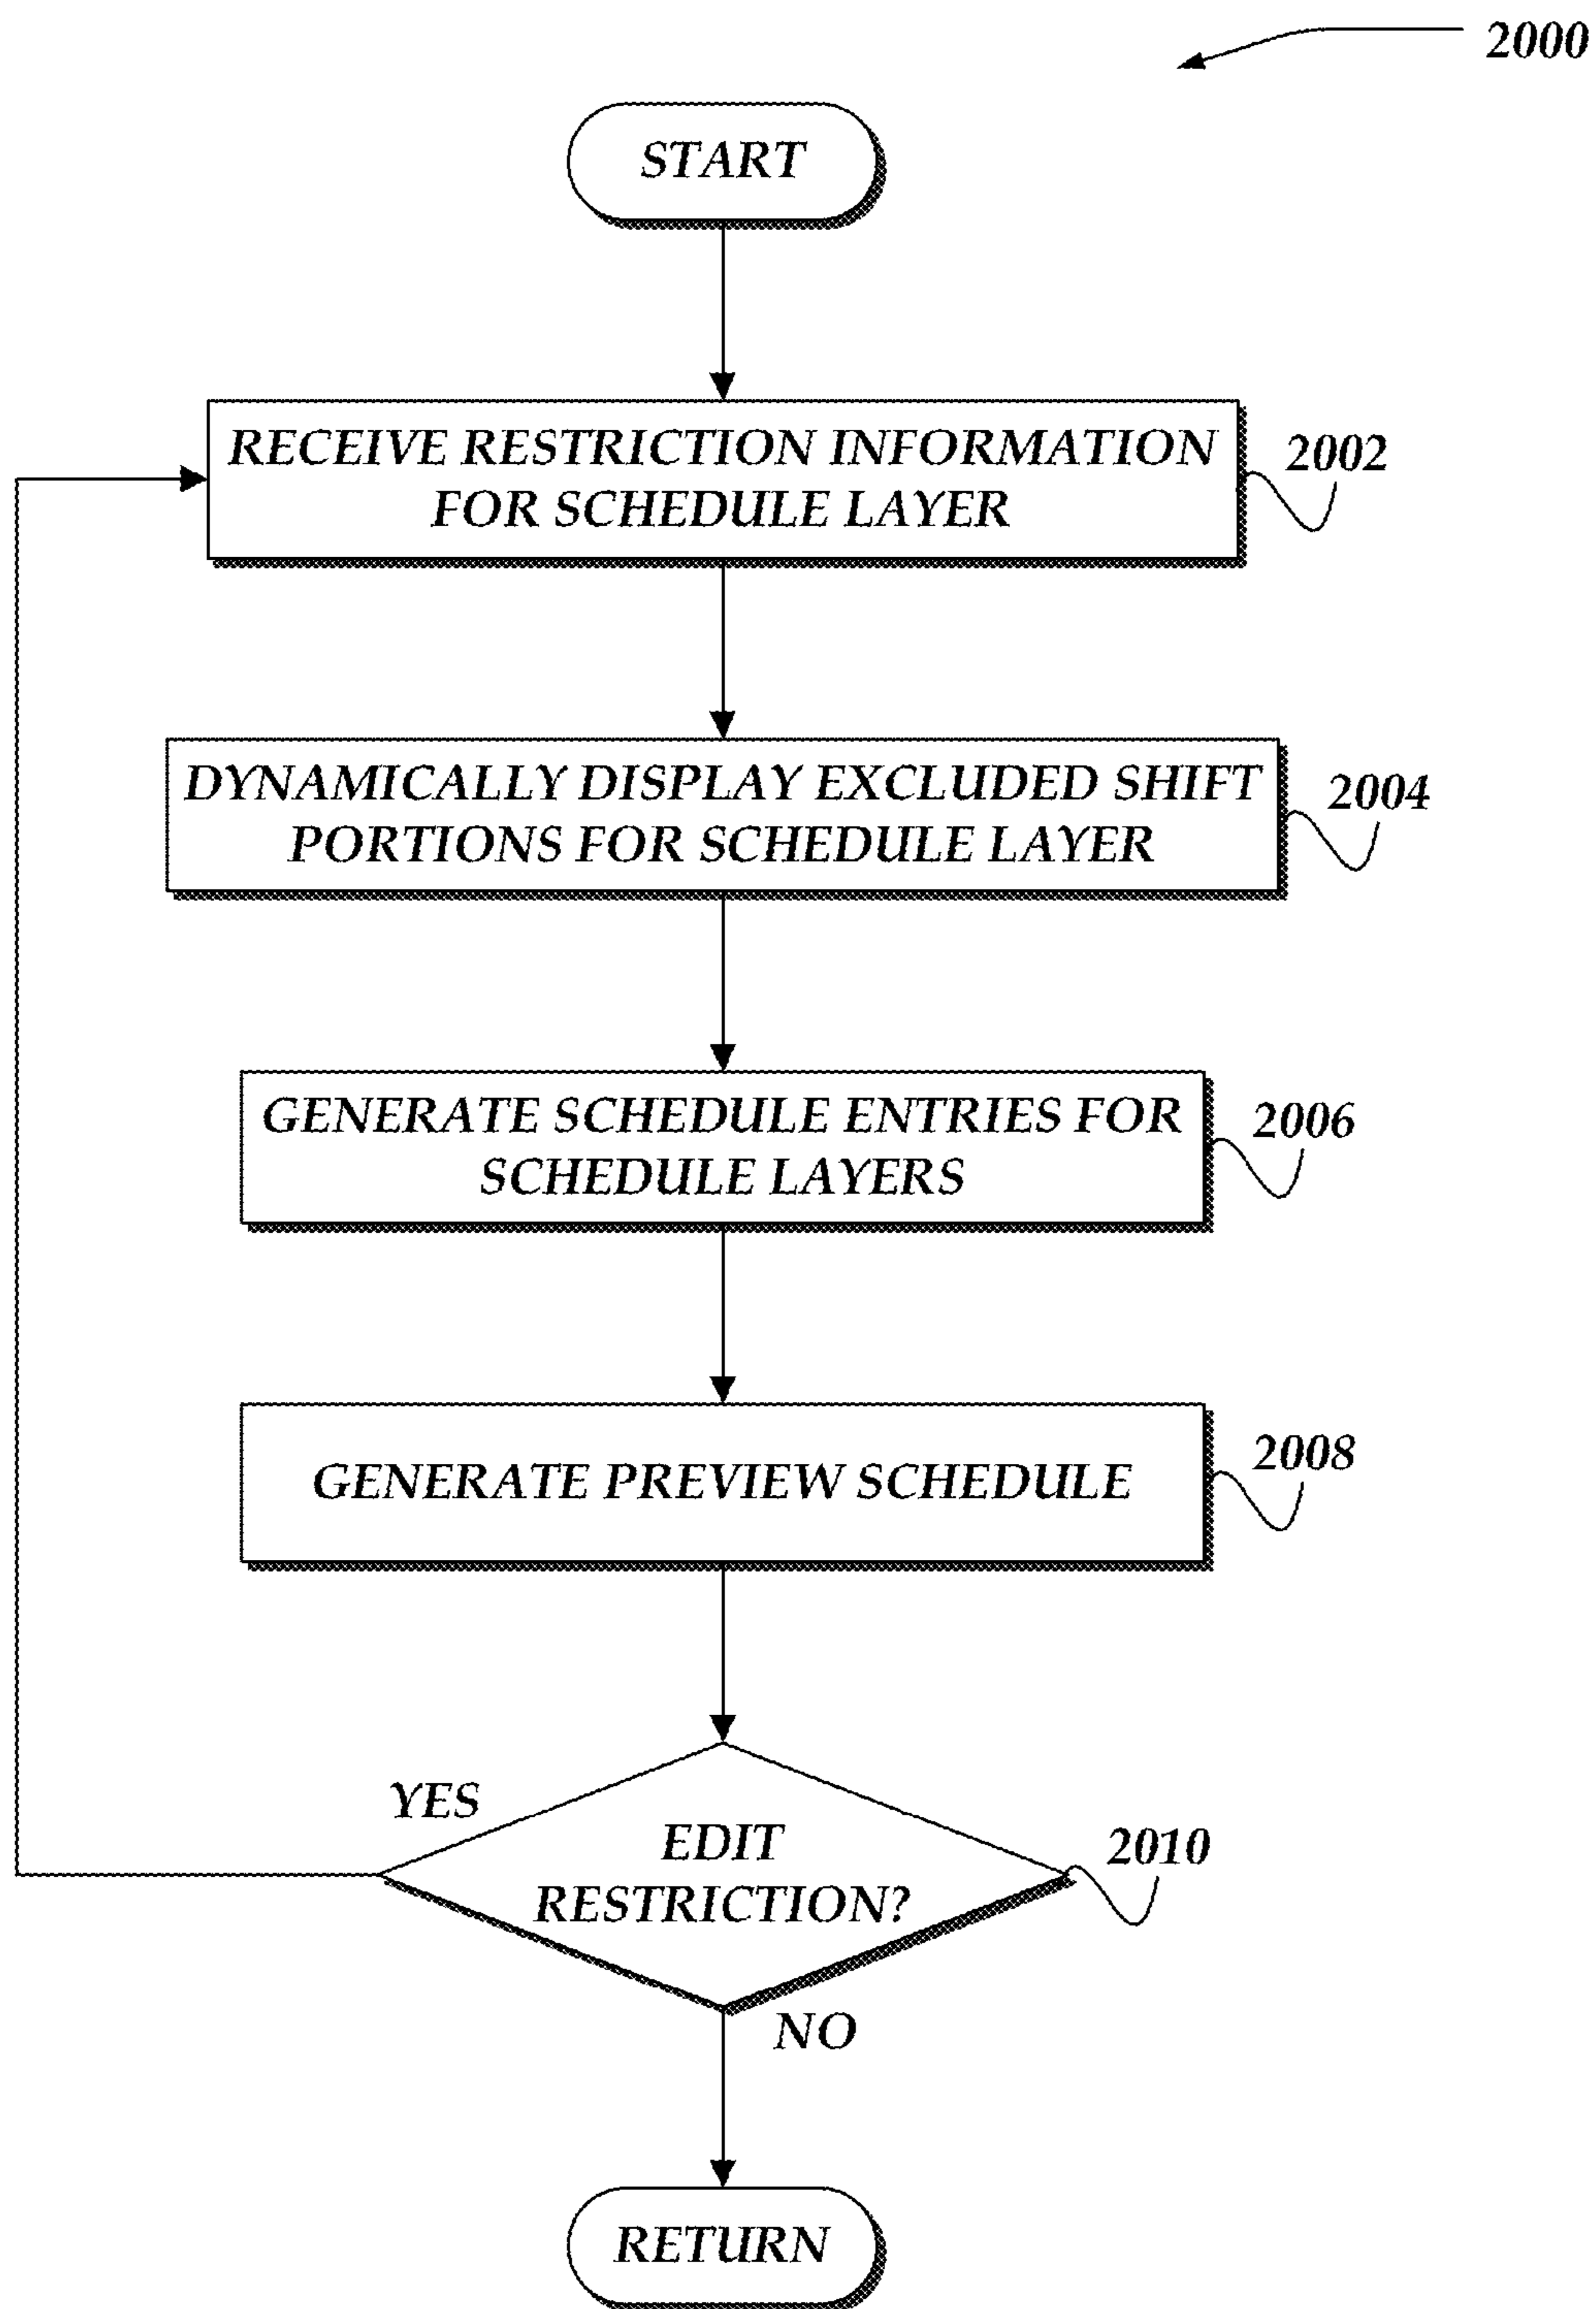 2000
START
RECEIVE RESTRICTION INFORMATION
FOR SCHEDULE LAYER
2002
DYNAMICALLY DISPLAY EXCLUDED SHIFT
PORTIONS FOR SCHEDULE LAYER
2004
GENERATE SCHEDULE ENTRIES FOR
SCHEDULE LAYERS
2006
GENERATE PREVIEW SCHEDULE
2008
YES
EDIT
RESTRICTION?
2010
NO
RETURN